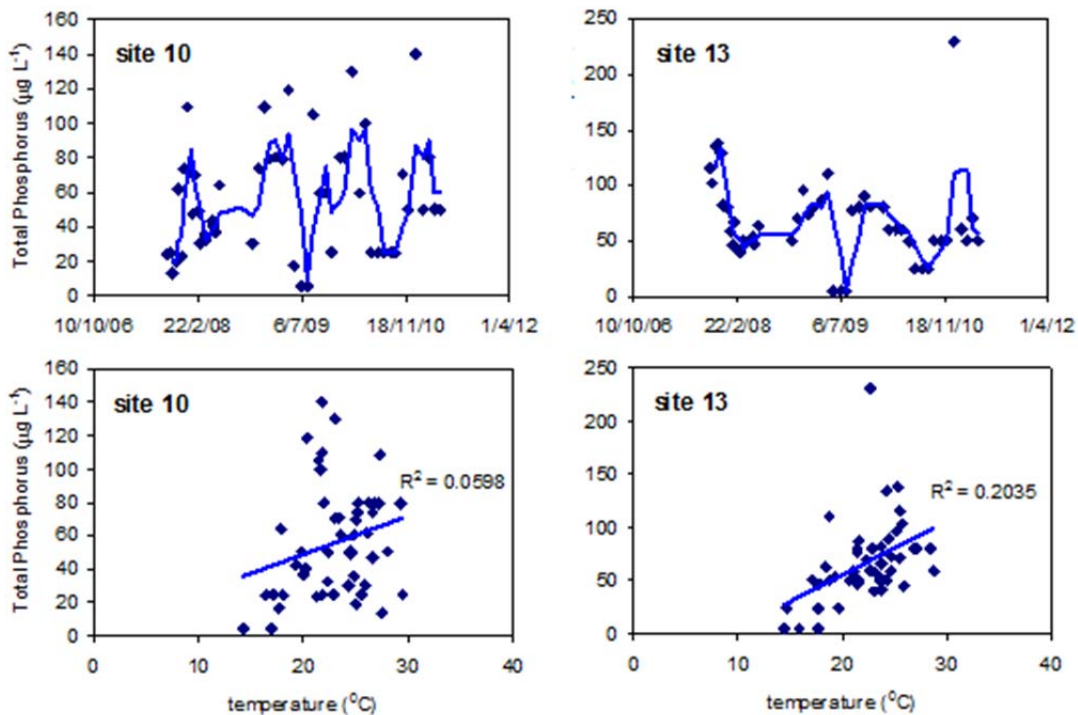 Total Phosphorus (µg L⁻¹)
160
140
120
100
80
60
40
20
0
site 10
10/10/06 22/2/08 6/7/09 18/11/10 1/4/12
250
200
150
100
50
0
site 13
10/10/06 22/2/08 6/7/09 18/11/10 1/4/12
Total Phosphorus (µg L⁻¹)
160
140
120
100
80
60
40
20
0
site 10
R² = 0.0598
0 10 20 30 40
temperature (⁰C)
250
200
150
100
50
0
site 13
R² = 0.2035
0 10 20 30 40
temperature (⁰C)